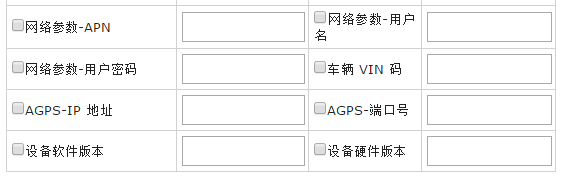 网络参数-APN
网络参数-用户
名
网络参数-用户密码
车辆 VIN 码
AGPS-IP 地址
AGPS-端口号
设备软件版本
设备硬件版本